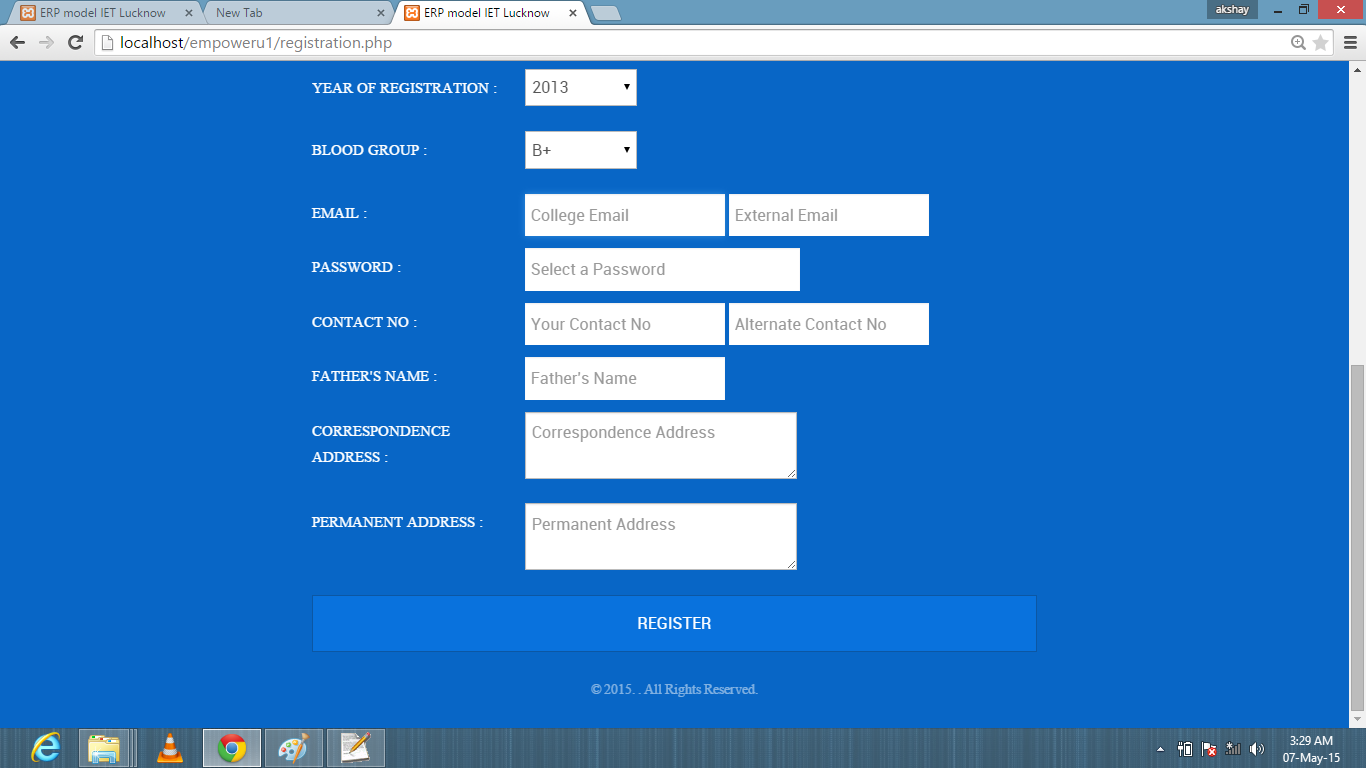 ERP model IET Lucknow
New Tab
ERP model IET Lucknow
akshay
localhost/empoweru1/registration.php
YEAR OF REGISTRATION :
2013
BLOOD GROUP :
B+
EMAIL :
College Email
External Email
PASSWORD :
Select a Password
CONTACT NO :
Your Contact No
Alternate Contact No
FATHER'S NAME :
Father's Name
CORRESPONDENCE
ADDRESS :
Correspondence Address
PERMANENT ADDRESS :
Permanent Address
REGISTER
© 2015. . All Rights Reserved.
3:29 AM
07-May-15